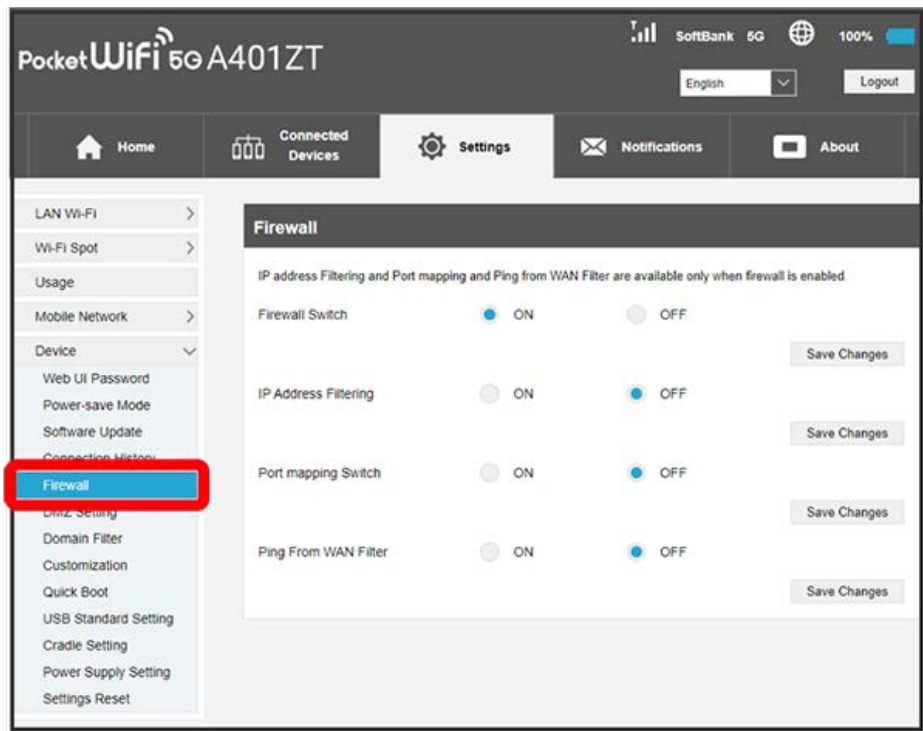 Pocket WiFi 5G A401ZT
SoftBank 5G 100%
English
Logout
Home
Connected
Devices
Settings
Notifications
About
LAN Wi-Fi
Wi-Fi Spot
Usage
Mobile Network
Device
Web UI Password
Power-save Mode
Software Update
Connection History
Firewall
DMZ Setting
Domain Filter
Customization
Quick Boot
USB Standard Setting
Cradle Setting
Power Supply Setting
Settings Reset
Firewall
IP address Filtering and Port mapping and Ping from WAN Filter are available only when firewall is enabled.
Firewall Switch ON OFF
Save Changes
IP Address Filtering ON OFF
Save Changes
Port mapping Switch ON OFF
Save Changes
Ping From WAN Filter ON OFF
Save Changes